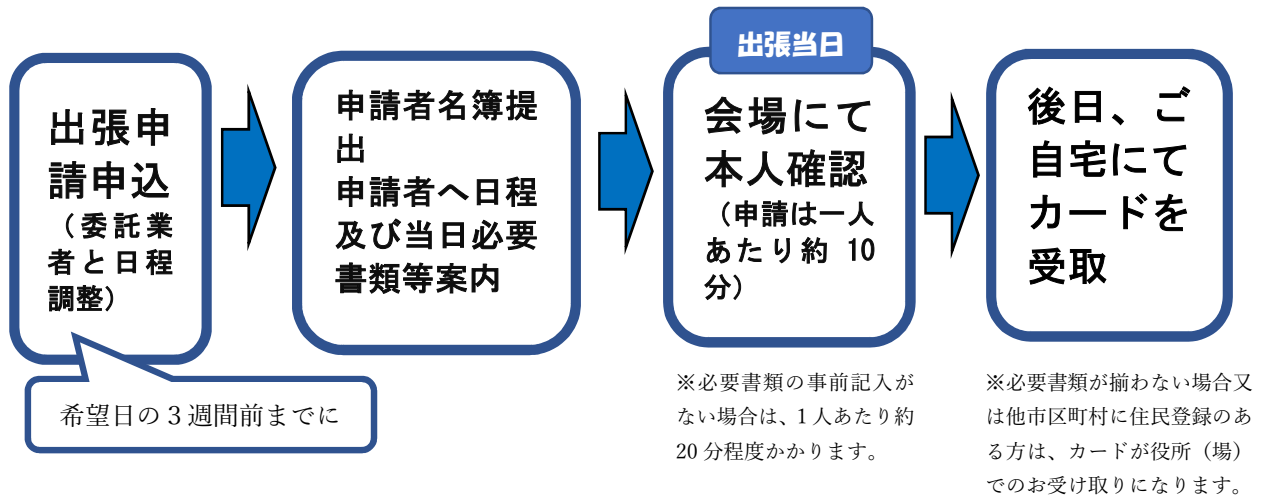 出張申
請申込
（委託業
者と日程
調整）
希望日の３週間前までに
申請者名簿提
出
申請者へ日程
及び当日必要
書類等案内
出張当日
会場にて
本人確認
（申請は一人
あたり約 10
分）
※必要書類の事前記入が
ない場合は、1 人あたり約
20 分程度かかります。
後日、ご
自宅にて
カードを
受取
※必要書類が揃わない場合又
は他市区町村に住民登録のあ
る方は、カードが役所（場）
でのお受け取りになります。